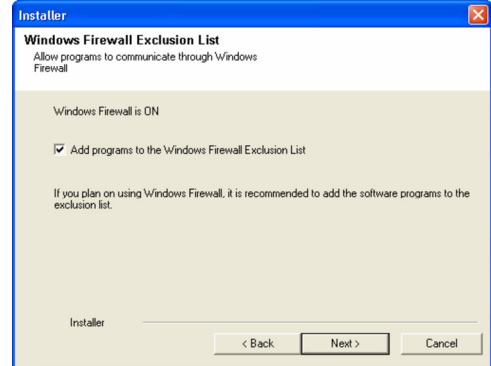 Installer
Windows Firewall Exclusion List
Allow programs to communicate through Windows
Firewall
Windows Firewall is ON
Add programs to the Windows Firewall Exclusion List
If you plan on using Windows Firewall, it is recommended to add the software programs to the
exclusion list.
Installer
< Back Next > Cancel